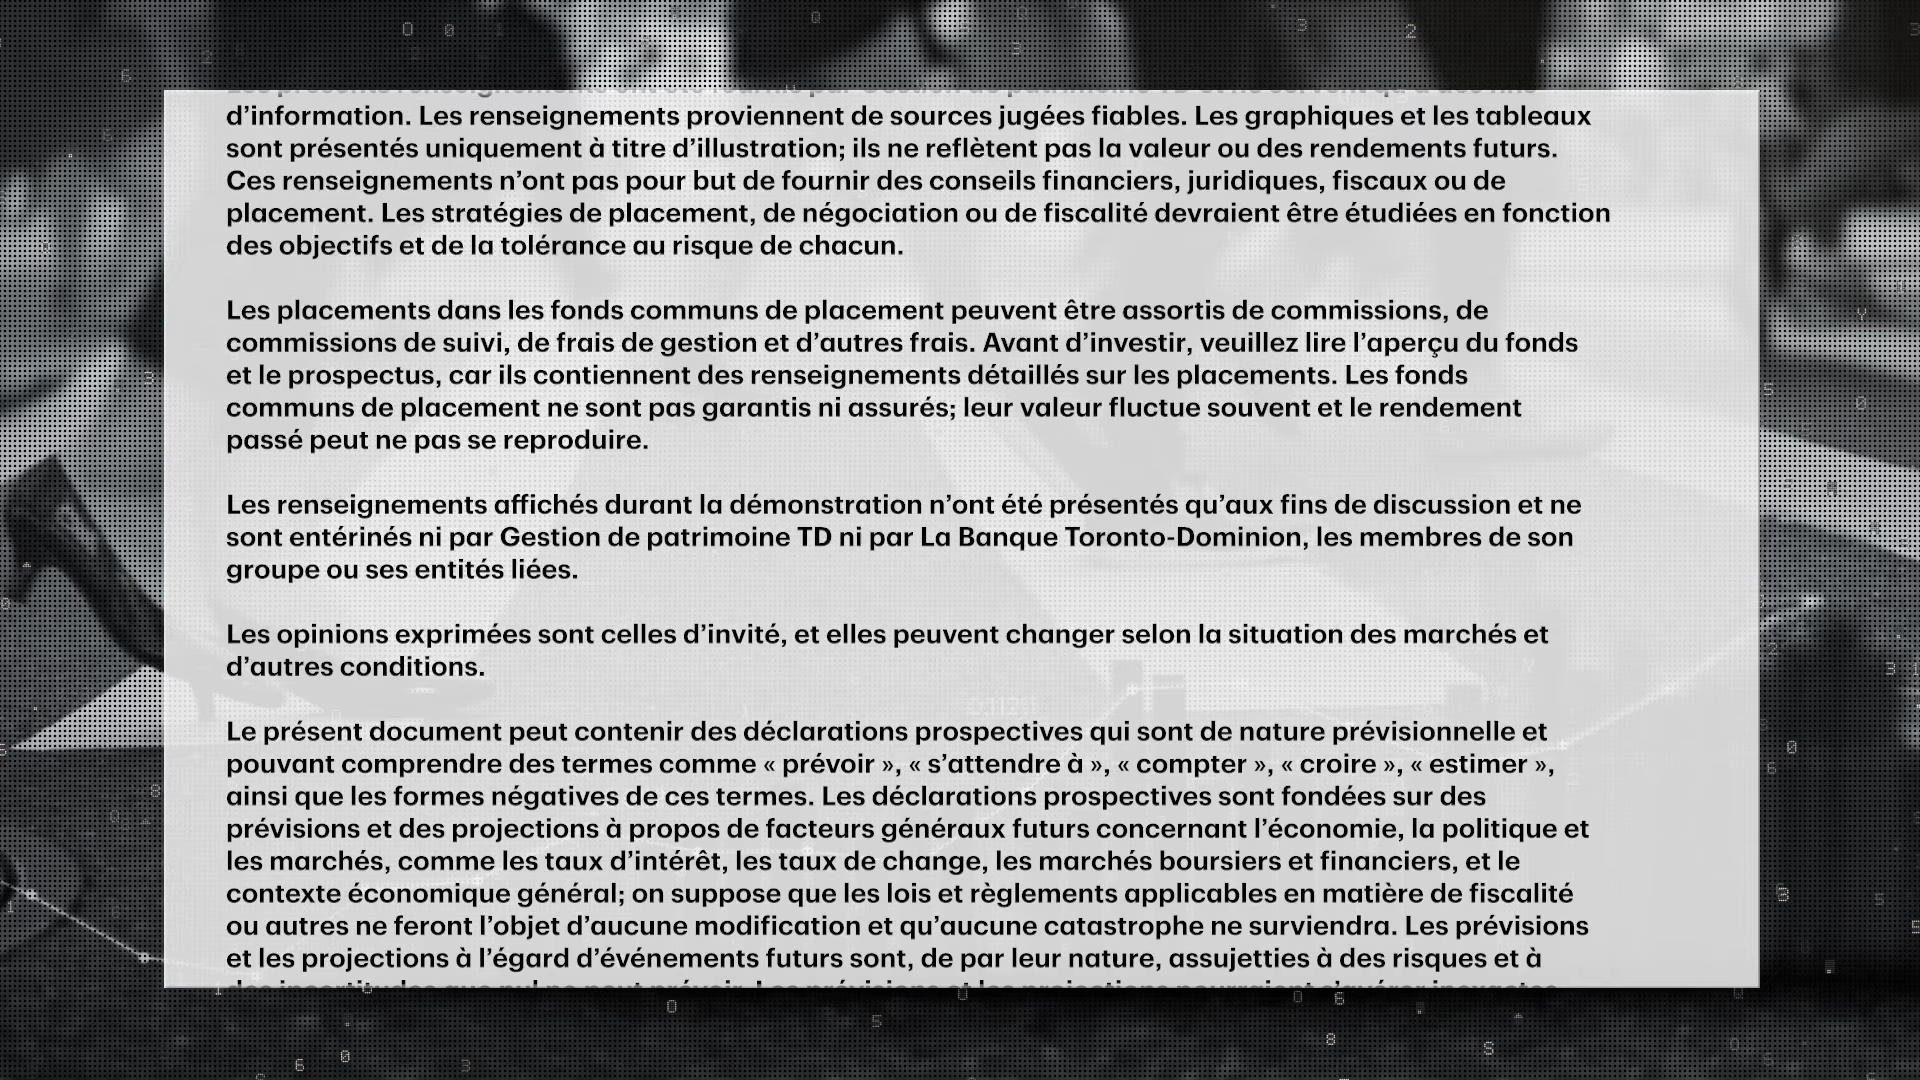 d’information. Les renseignements proviennent de sources jugées fiables. Les graphiques et les tableaux
sont présentés uniquement à titre d’illustration; ils ne reflètent pas la valeur ou des rendements futurs.
Ces renseignements n’ont pas pour but de fournir des conseils financiers, juridiques, fiscaux ou de
placement. Les stratégies de placement, de négociation ou de fiscalité devraient être étudiées en fonction
des objectifs et de la tolérance au risque de chacun.
Les placements dans les fonds communs de placement peuvent être assortis de commissions, de
commissions de suivi, de frais de gestion et d’autres frais. Avant d’investir, veuillez lire l’aperçu du fonds
et le prospectus, car ils contiennent des renseignements détaillés sur les placements. Les fonds
communs de placement ne sont pas garantis ni assurés; leur valeur fluctue souvent et le rendement
passé peut ne pas se reproduire.
Les renseignements affichés durant la démonstration n’ont été présentés qu’aux fins de discussion et ne
sont entérinés ni par Gestion de patrimoine TD ni par La Banque Toronto-Dominion, les membres de son
groupe ou ses entités liées.
Les opinions exprimées sont celles d’invité, et elles peuvent changer selon la situation des marchés et
d’autres conditions.
Le présent document peut contenir des déclarations prospectives qui sont de nature prévisionnelle et
pouvant comprendre des termes comme « prévoir », « s’attendre à », « compter », « croire », « estimer »,
ainsi que les formes négatives de ces termes. Les déclarations prospectives sont fondées sur des
prévisions et des projections à propos de facteurs généraux futurs concernant l’économie, la politique et
les marchés, comme les taux d’intérêt, les taux de change, les marchés boursiers et financiers, et le
contexte économique général; on suppose que les lois et règlements applicables en matière de fiscalité
ou autres ne feront l’objet d’aucune modification et qu’aucune catastrophe ne surviendra. Les prévisions
et les projections à l’égard d’événements futurs sont, de par leur nature, assujetties à des risques et à